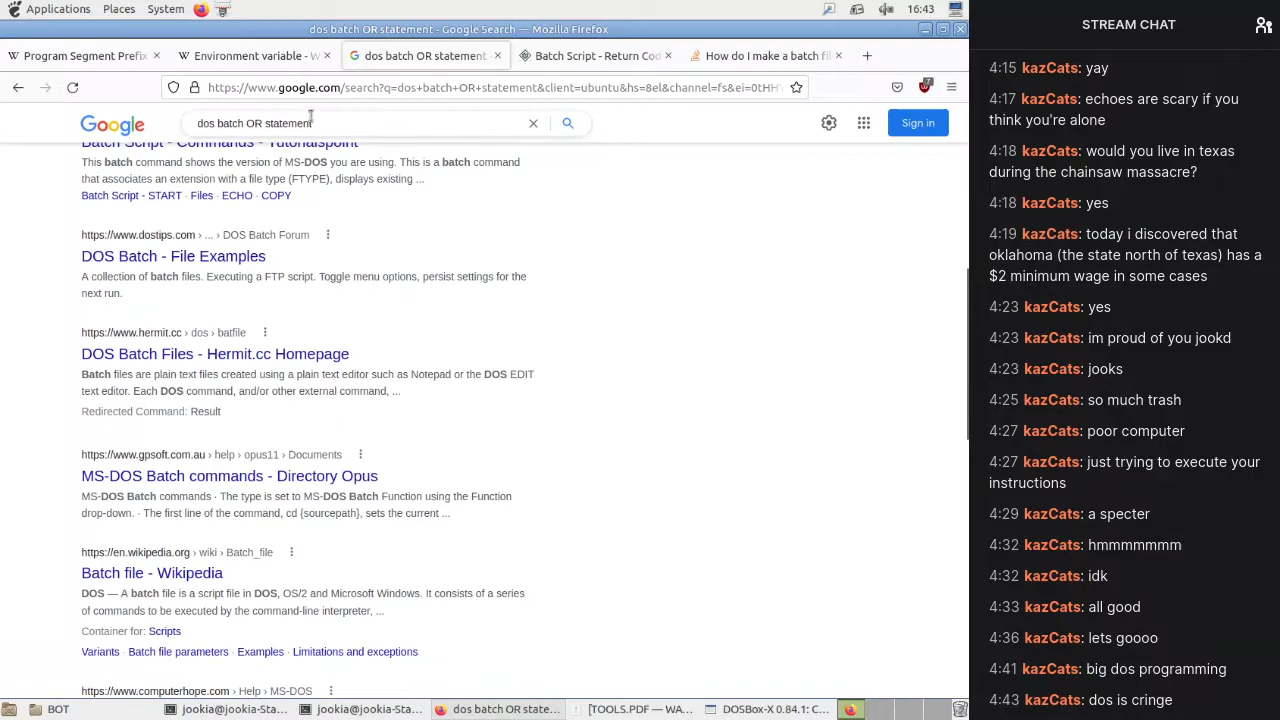 Applications Places System 16:43
dos batch OR statement - Google Search — Mozilla Firefox
Program Segment Prefix
Environment variable - W
dos batch OR statement
Batch Script - Return Cod
How do I make a batch fil
https://www.google.com/search?q=dos+batch+OR+statement&client=ubuntu&hs=8el&channel=fs&ei=0tHH
7
Google
dos batch OR statement
Sign in
Batch Script - Commands - Tutorialspoint
This batch command shows the version of MS-DOS you are using. This is a batch command
that associates an extension with a file type (FTYPE), displays existing ...
Batch Script - START · Files · ECHO · COPY
https://www.dostips.com › ... › DOS Batch Forum
DOS Batch - File Examples
A collection of batch files. Executing a FTP script. Toggle menu options, persist settings for the
next run.
https://www.hermit.cc › dos › batfile
DOS Batch Files - Hermit.cc Homepage
Batch files are plain text files created using a plain text editor such as Notepad or the DOS EDIT
text editor. Each DOS command, and/or other external command, ...
Redirected Command: Result
https://www.gpsoft.com.au › help › opus11 › Documents
MS-DOS Batch commands - Directory Opus
MS-DOS Batch commands · The type is set to MS-DOS Batch Function using the Function
drop-down. · The first line of the command, cd {sourcepath}, sets the current ...
https://en.wikipedia.org › wiki › Batch_file
Batch file - Wikipedia
DOS — A batch file is a script file in DOS, OS/2 and Microsoft Windows. It consists of a series
of commands to be executed by the command-line interpreter, ...
Container for: Scripts
Variants · Batch file parameters · Examples · Limitations and exceptions
https://www.computerhope.com › Help › MS-DOS
BOT
jookia@jookia-Sta...
jookia@jookia-Sta...
dos batch OR state...
[TOOLS.PDF — WA...
DOSBox-X 0.84.1: C...
STREAM CHAT
4:15 kazCats: yay
4:17 kazCats: echoes are scary if you
think you're alone
4:18 kazCats: would you live in texas
during the chainsaw massacre?
4:18 kazCats: yes
4:19 kazCats: today i discovered that
oklahoma (the state north of texas) has a
$2 minimum wage in some cases
4:23 kazCats: yes
4:23 kazCats: im proud of you jookd
4:23 kazCats: jooks
4:25 kazCats: so much trash
4:27 kazCats: poor computer
4:27 kazCats: just trying to execute your
instructions
4:29 kazCats: a specter
4:32 kazCats: hmmmmmmm
4:32 kazCats: idk
4:33 kazCats: all good
4:36 kazCats: lets goooo
4:41 kazCats: big dos programming
4:43 kazCats: dos is cringe